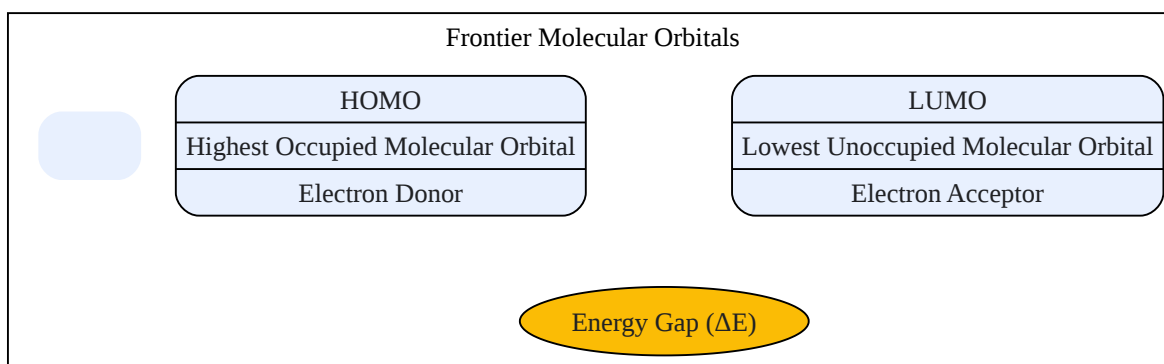 Frontier Molecular Orbitals
HOMO
Highest Occupied Molecular Orbital
Electron Donor
LUMO
Lowest Unoccupied Molecular Orbital
Electron Acceptor
Energy Gap (ΔE)